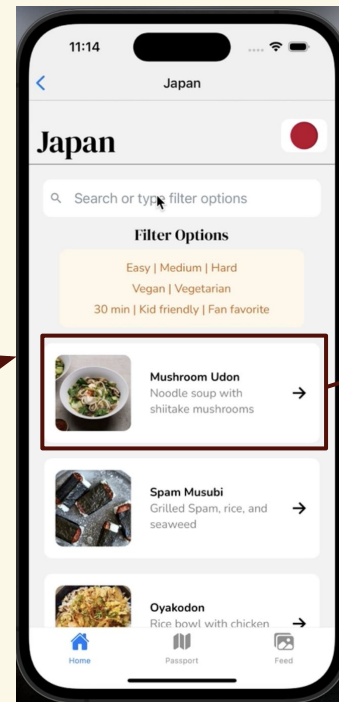 11:14
Japan
Japan
Search or type filter options
Filter Options
Easy | Medium | Hard
Vegan | Vegetarian
30 min | Kid friendly | Fan favorite
Mushroom Udon
Noodle soup with
shiitake mushrooms
Spam Musubi
Grilled Spam, rice, and
seaweed
Oyakodon
Rice bowl with chicken
Home
Passport
Feed